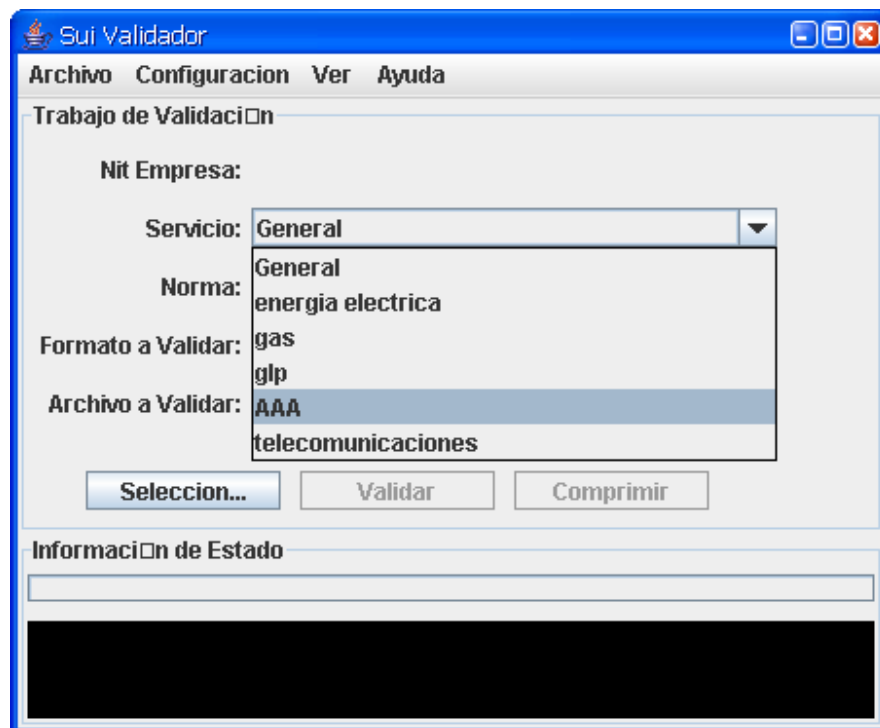 Sui Validador
Archivo Configuracion Ver Ayuda
Trabajo de Validaci□n
Nit Empresa:
Servicio: General
General
Norma:
energia electrica
gas
Formato a Validar:
glp
Archivo a Validar: AAA
telecomunicaciones
Seleccion... Validar Comprimir
Informaci□n de Estado